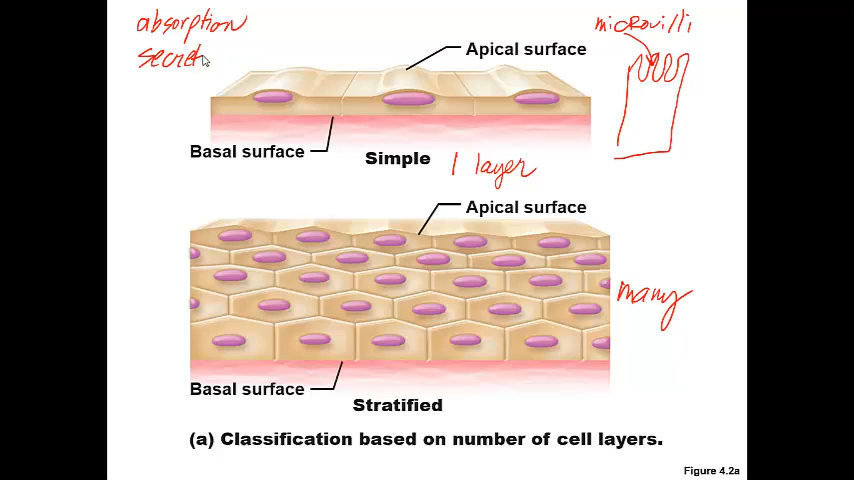 absorption
secret
microvilli
Apical surface
Basal surface
Simple
1 layer
Apical surface
many
Basal surface
Stratified
(a) Classification based on number of cell layers.
Figure 4.2a